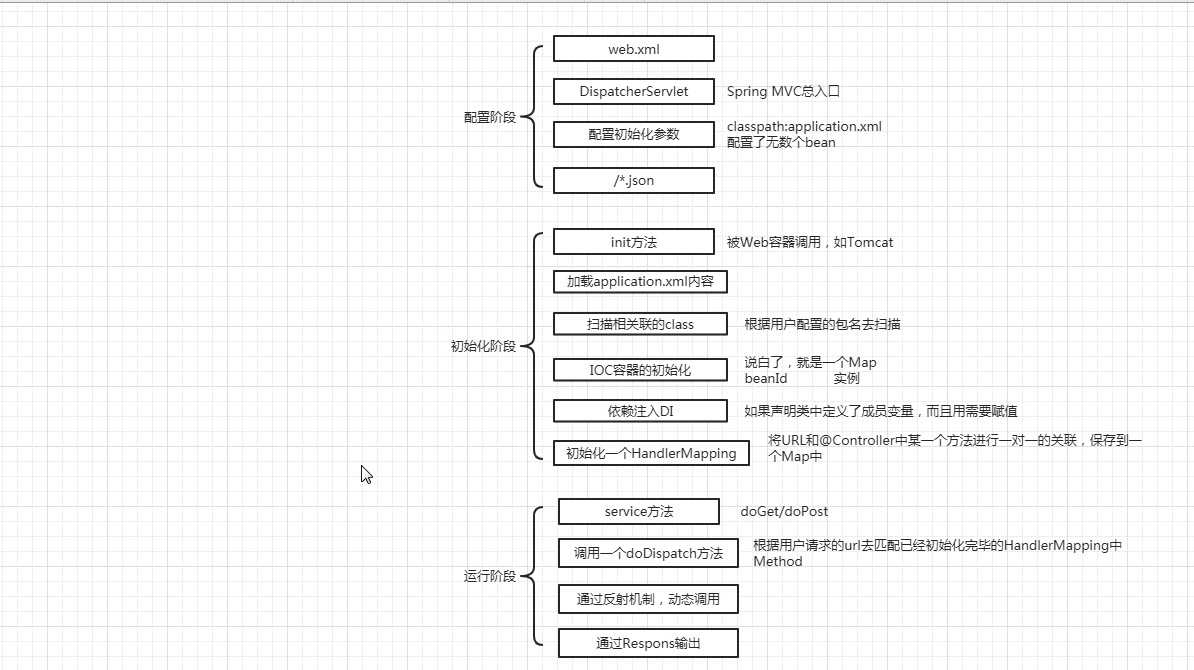 配置阶段
web.xml
DispatcherServlet
Spring MVC总入口
配置初始化参数
classpath:application.xml
配置了无数个bean
/*.json
初始化阶段
init方法
被Web容器调用，如Tomcat
加载application.xml内容
扫描相关联的class
根据用户配置的包名去扫描
IOC容器的初始化
说白了，就是一个Map
beanId 实例
依赖注入DI
如果声明类中定义了成员变量，而且用需要赋值
初始化一个HandlerMapping
将URL和@Controller中某一个方法进行一对一的关联，保存到一
个Map中
运行阶段
service方法
doGet/doPost
调用一个doDispatch方法
根据用户请求的url去匹配已经初始化完毕的HandlerMapping中
Method
通过反射机制，动态调用
通过Respons输出